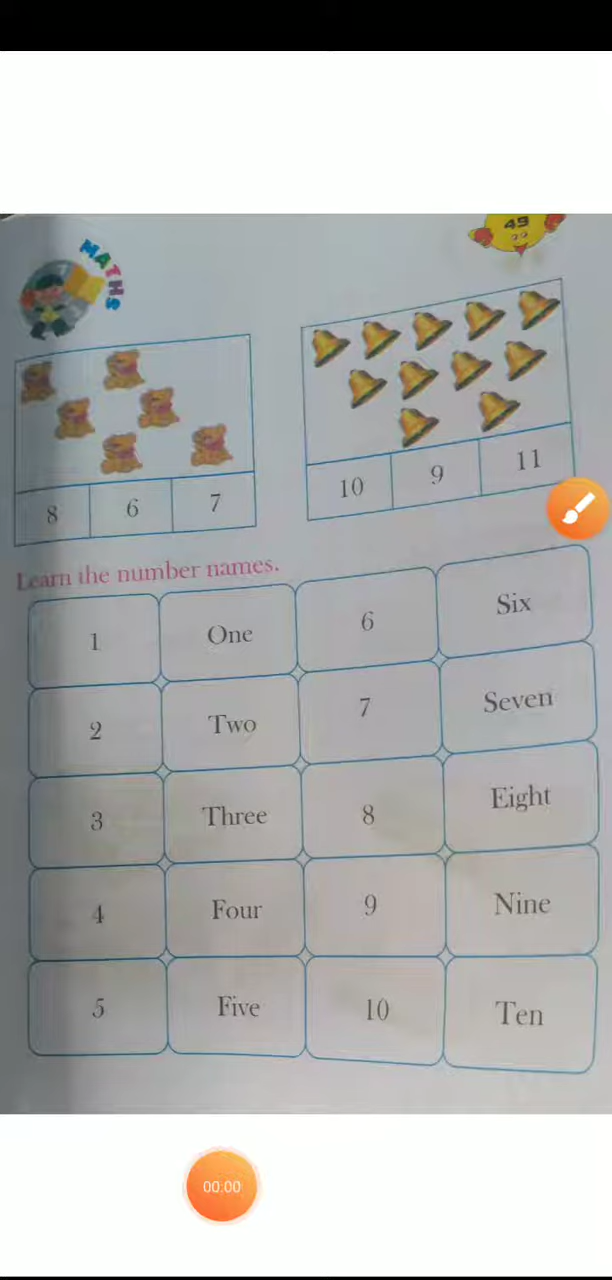 MATHS
49
8 6 7
10 9 11
Learn the number names.
1 One 6 Six
2 Two 7 Seven
3 Three 8 Eight
4 Four 9 Nine
5 Five 10 Ten
00:00